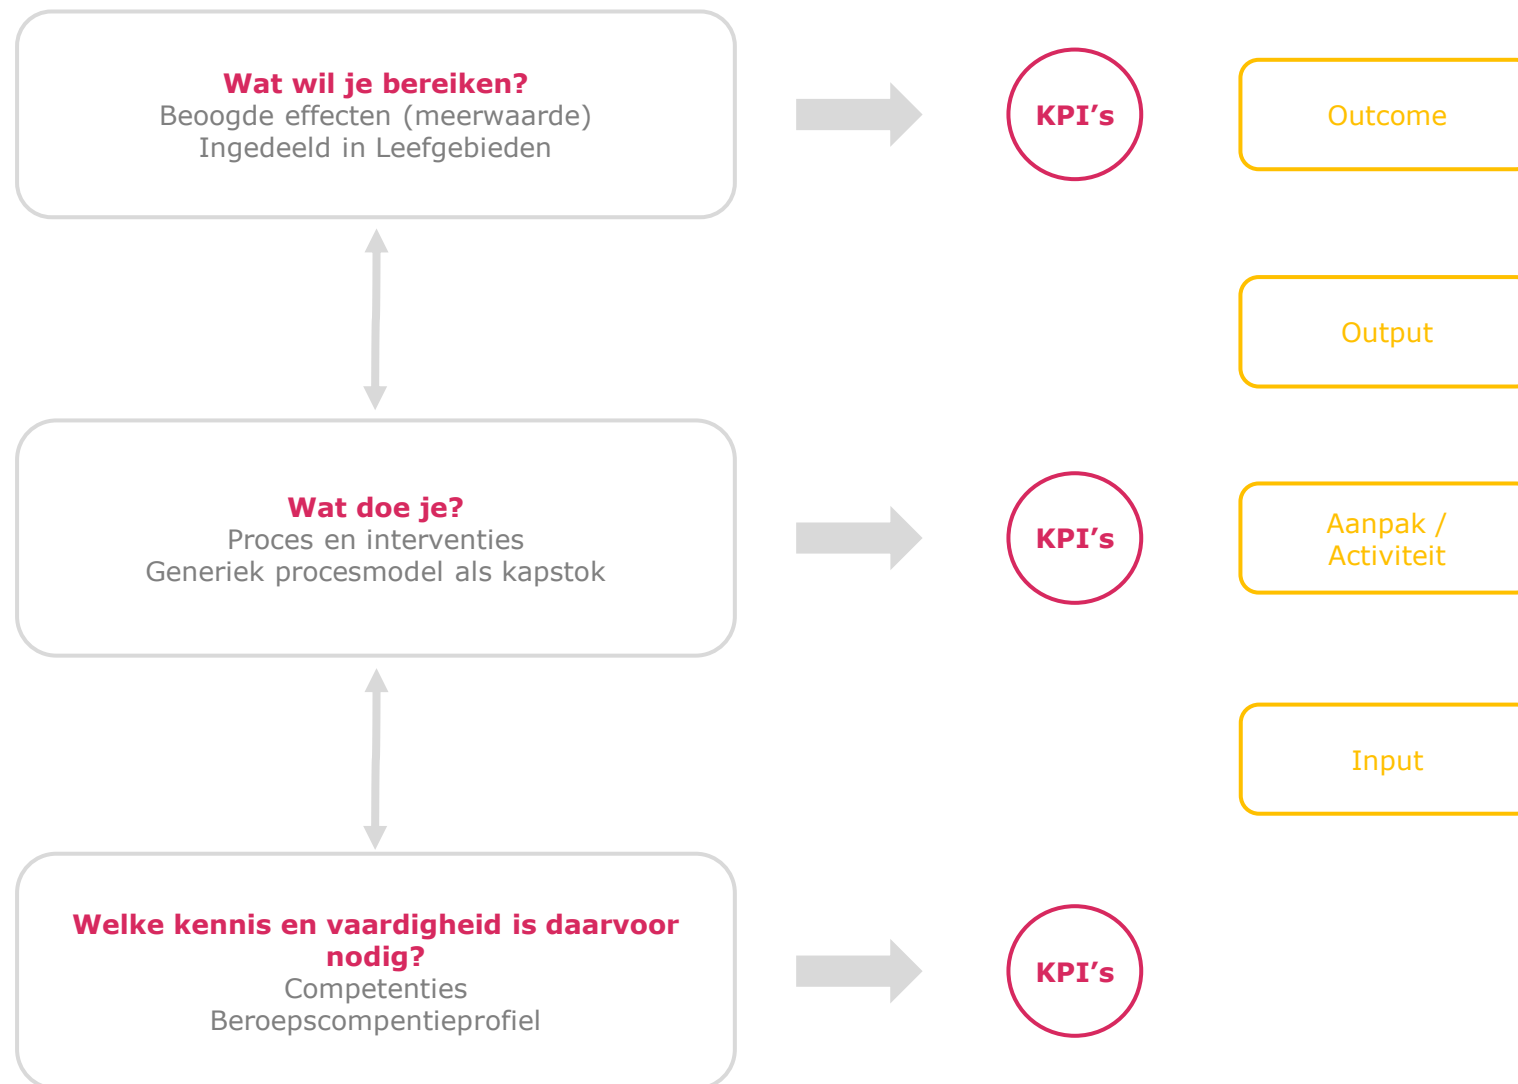 Wat wil je bereiken?
Beoogde effecten (meerwaarde)
Ingedeeld in Leefgebieden
KPI’s
Outcome
Output
Wat doe je?
Proces en interventies
Generiek procesmodel als kapstok
KPI’s
Aanpak /
Activiteit
Input
Welke kennis en vaardigheid is daarvoor
nodig?
Competenties
Beroepscompentieprofiel
KPI’s